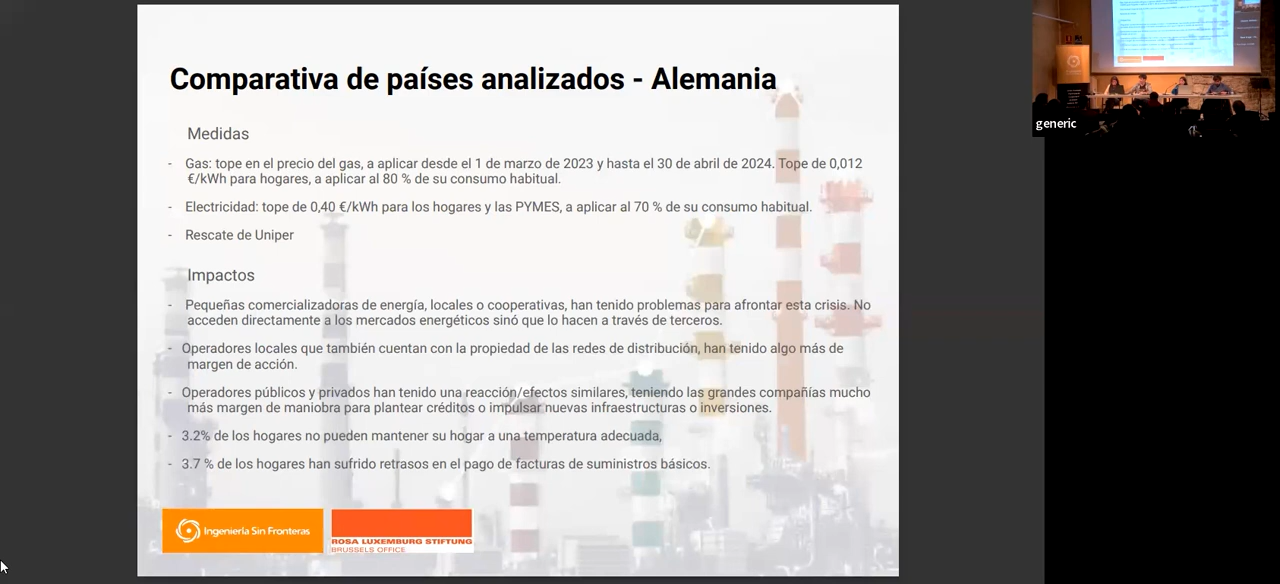 Comparativa de países analizados - Alemania
Medidas
- Gas: tope en el precio del gas, a aplicar desde el 1 de marzo de 2023 y hasta el 30 de abril de 2024. Tope de 0,012
€/kWh para hogares, a aplicar al 80 % de su consumo habitual.
- Electricidad: tope de 0,40 €/kWh para los hogares y las PYMES, a aplicar al 70 % de su consumo habitual.
- Rescate de Uniper
Impactos
- Pequeñas comercializadoras de energía, locales o cooperativas, han tenido problemas para afrontar esta crisis. No
acceden directamente a los mercados energéticos sinó que lo hacen a través de terceros.
- Operadores locales que también cuentan con la propiedad de las redes de distribución, han tenido algo más de
margen de acción.
- Operadores públicos y privados han tenido una reacción/efectos similares, teniendo las grandes compañías mucho
más margen de maniobra para plantear créditos o impulsar nuevas infraestructuras o inversiones.
- 3.2% de los hogares no pueden mantener su hogar a una temperatura adecuada,
- 3.7 % de los hogares han sufrido retrasos en el pago de facturas de suministros básicos.
Ingeniería Sin Fronteras
ROSA LUXEMBURG STIFTUNG
BRUSSELS OFFICE
generic